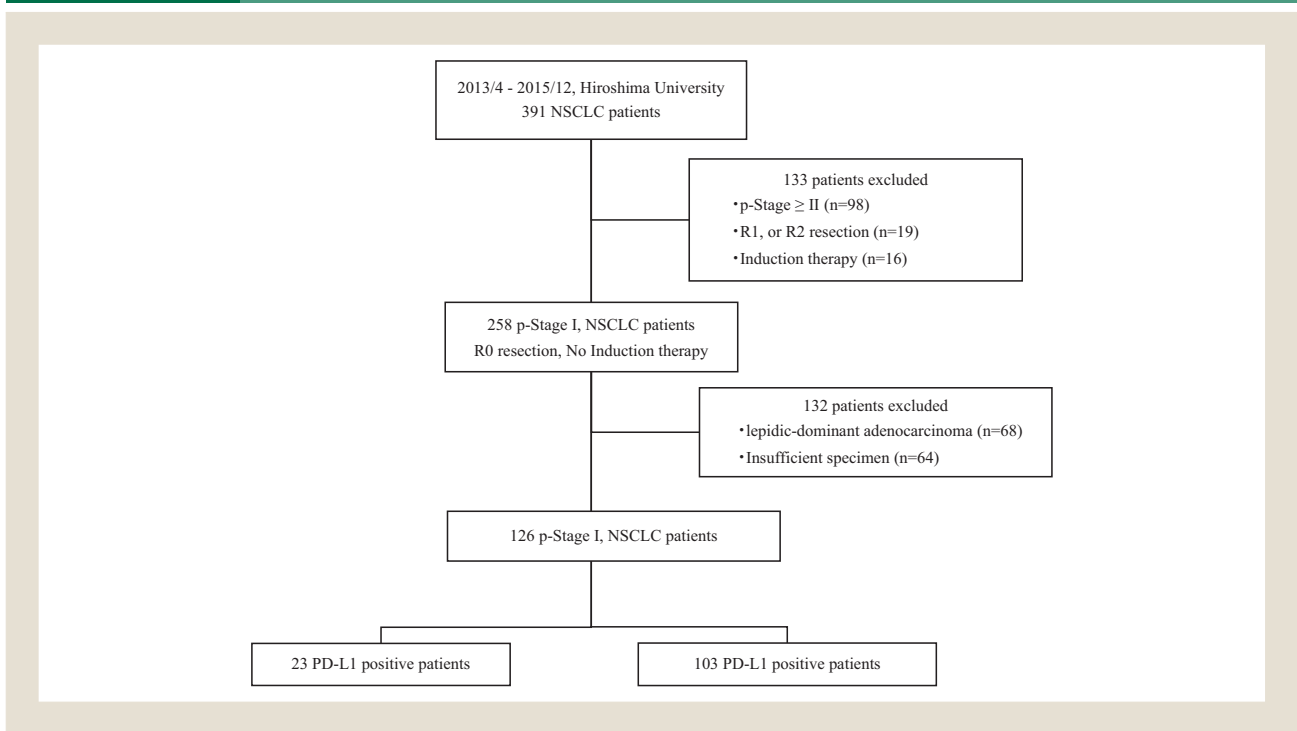 2013/4 - 2015/12, Hiroshima University
391 NSCLC patients
133 patients excluded
・p-Stage ≥ II (n=98)
・R1, or R2 resection (n=19)
・Induction therapy (n=16)
258 p-Stage I, NSCLC patients
R0 resection, No Induction therapy
132 patients excluded
・lepidic-dominant adenocarcinoma (n=68)
・Insufficient specimen (n=64)
126 p-Stage I, NSCLC patients
23 PD-L1 positive patients
103 PD-L1 positive patients